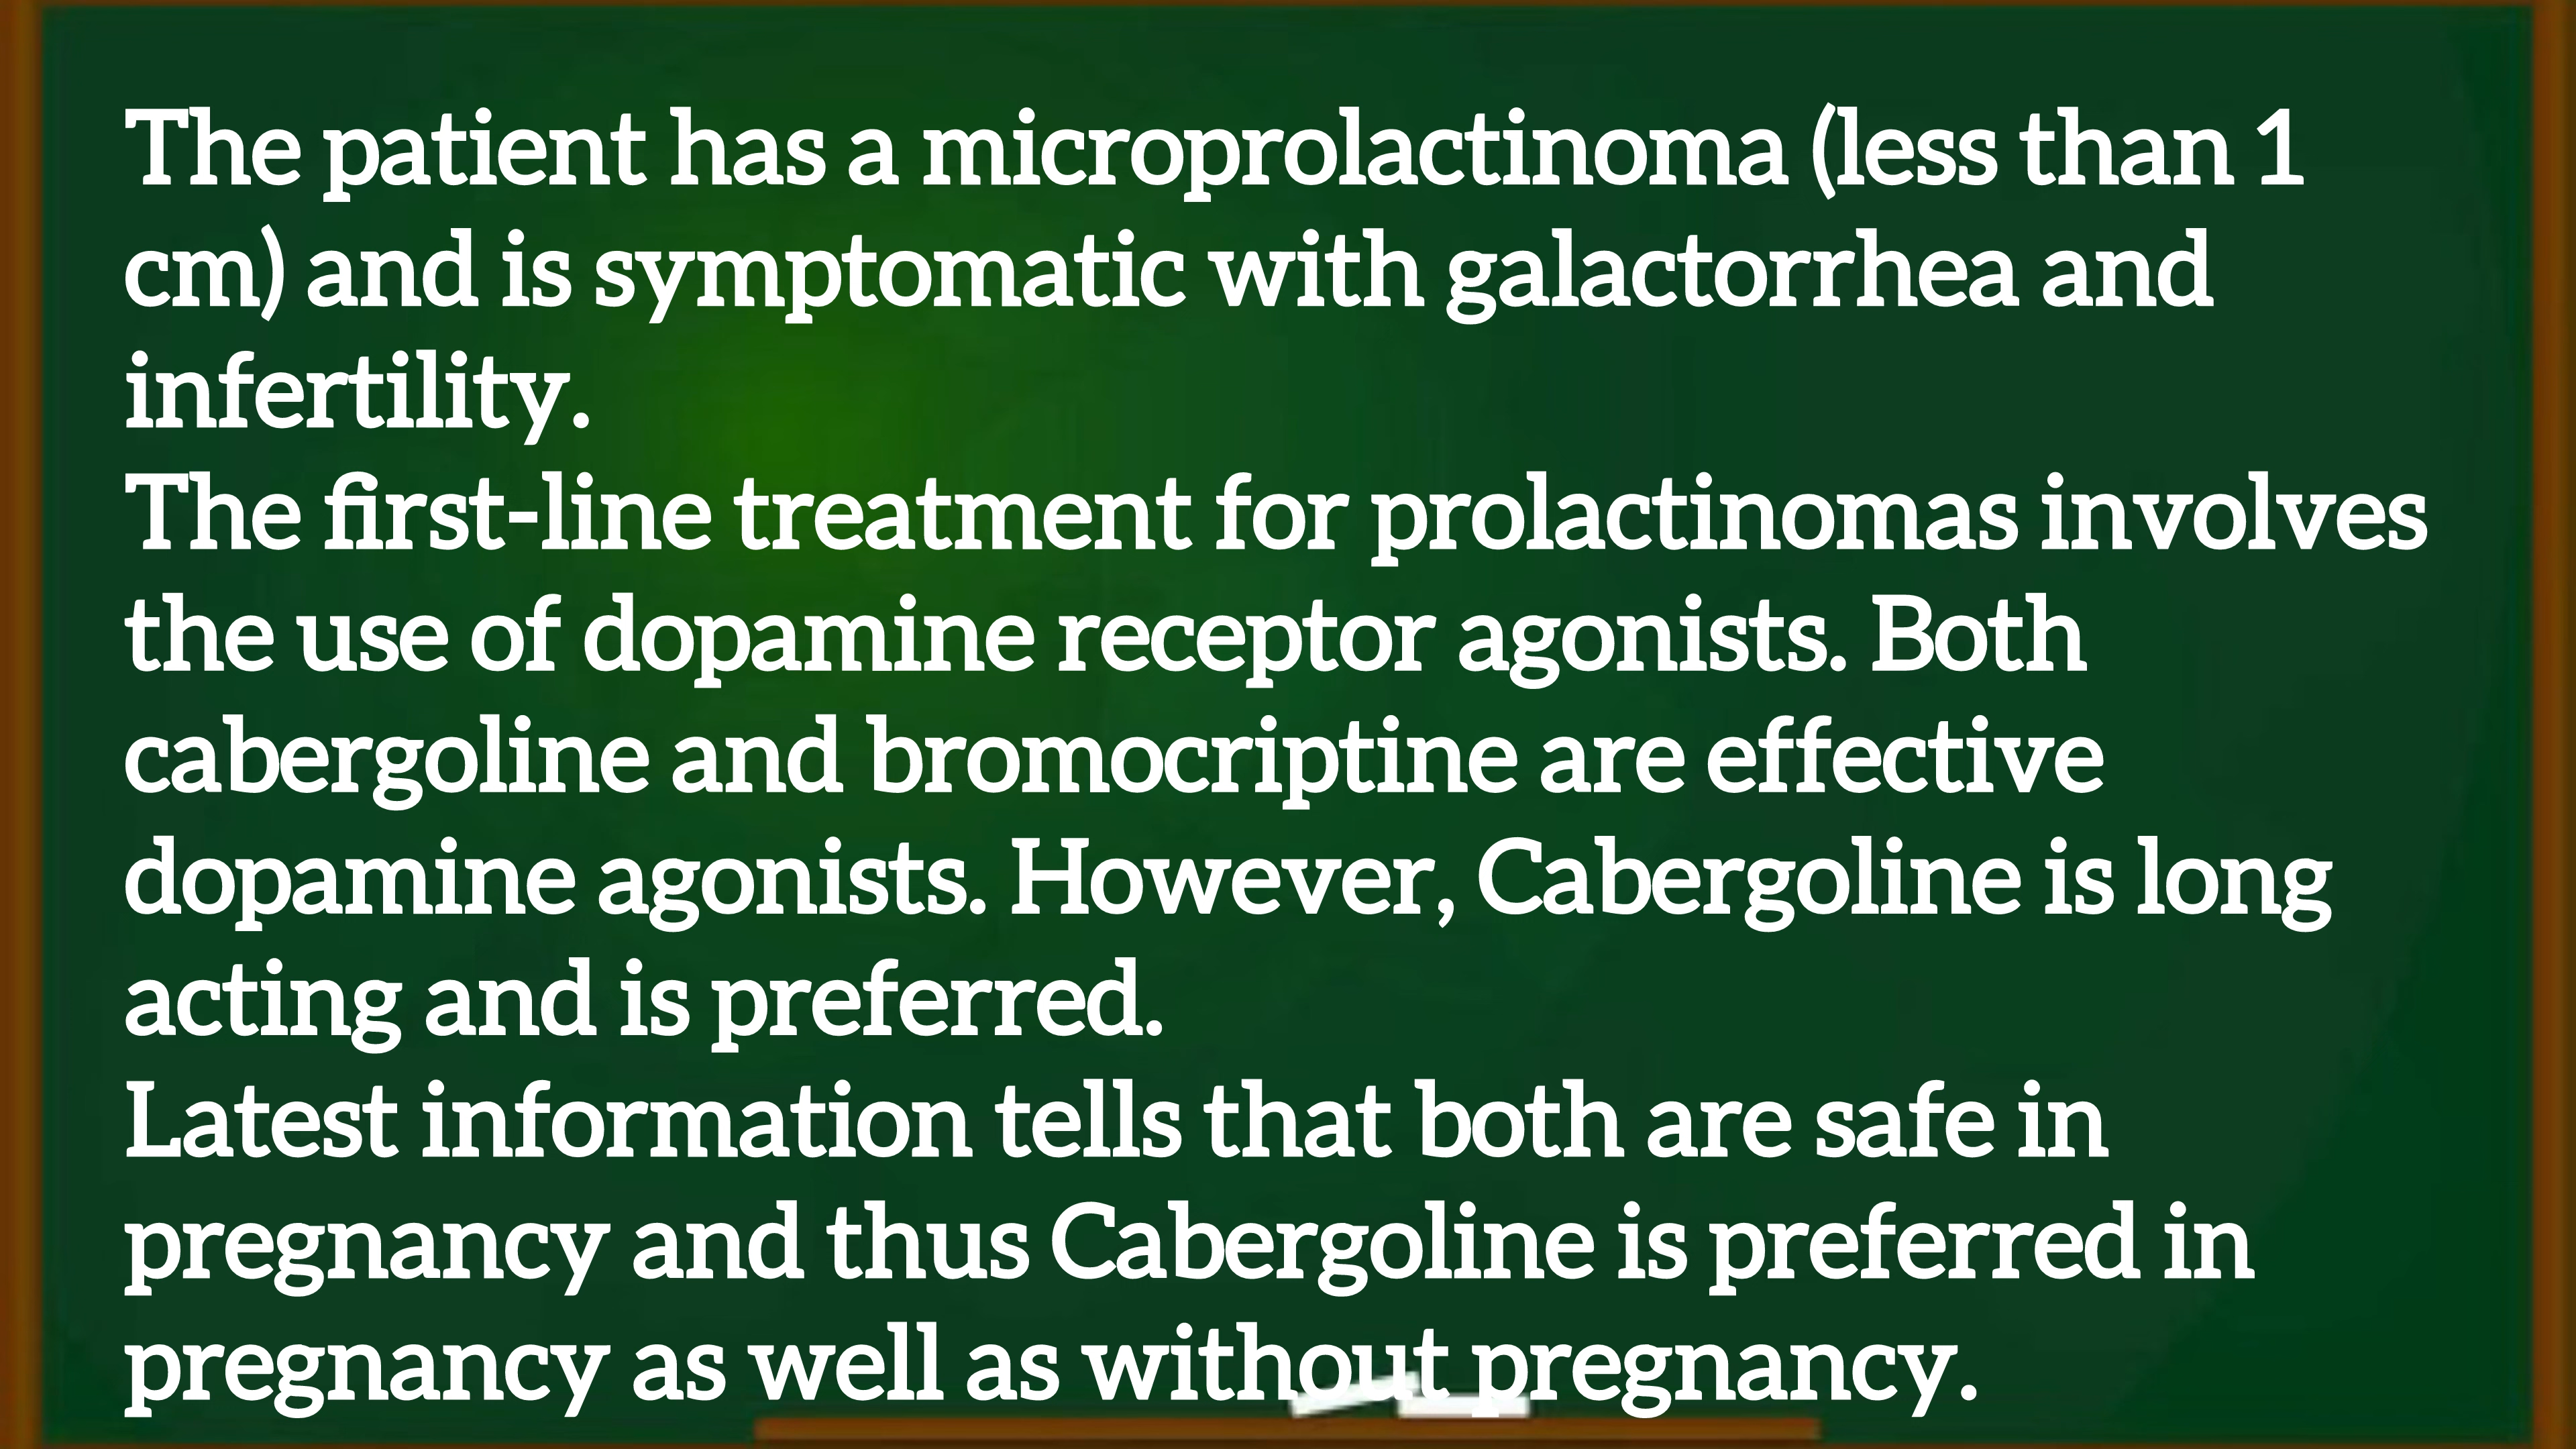 The patient has a microprolactinoma (less than 1
cm) and is symptomatic with galactorrhea and
infertility.
The first-line treatment for prolactinomas involves
the use of dopamine receptor agonists. Both
cabergoline and bromocriptine are effective
dopamine agonists. However, Cabergoline is long
acting and is preferred.
Latest information tells that both are safe in
pregnancy and thus Cabergoline is preferred in
pregnancy as well as without pregnancy.